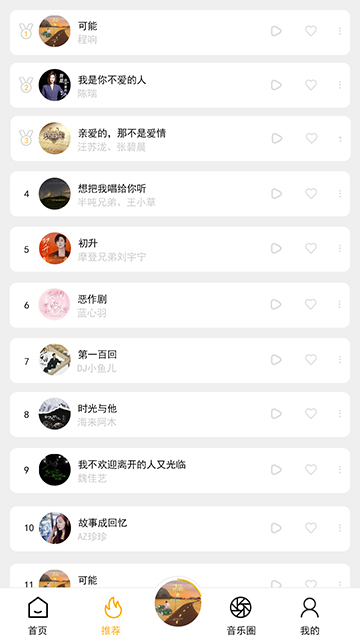 1
可能
程响
2
我是你不爱的人
陈瑞
3
亲爱的，那不是爱情
汪苏泷、张碧晨
4
想把我唱给你听
半吨兄弟、王小草
5
初升
摩登兄弟刘宇宁
6
恶作剧
蓝心羽
7
第一百回
DJ小鱼儿
8
时光与他
海来阿木
9
我不欢迎离开的人又光临
魏佳艺
10
故事成回忆
AZ珍珍
11
可能
首页
推荐
音乐圈
我的